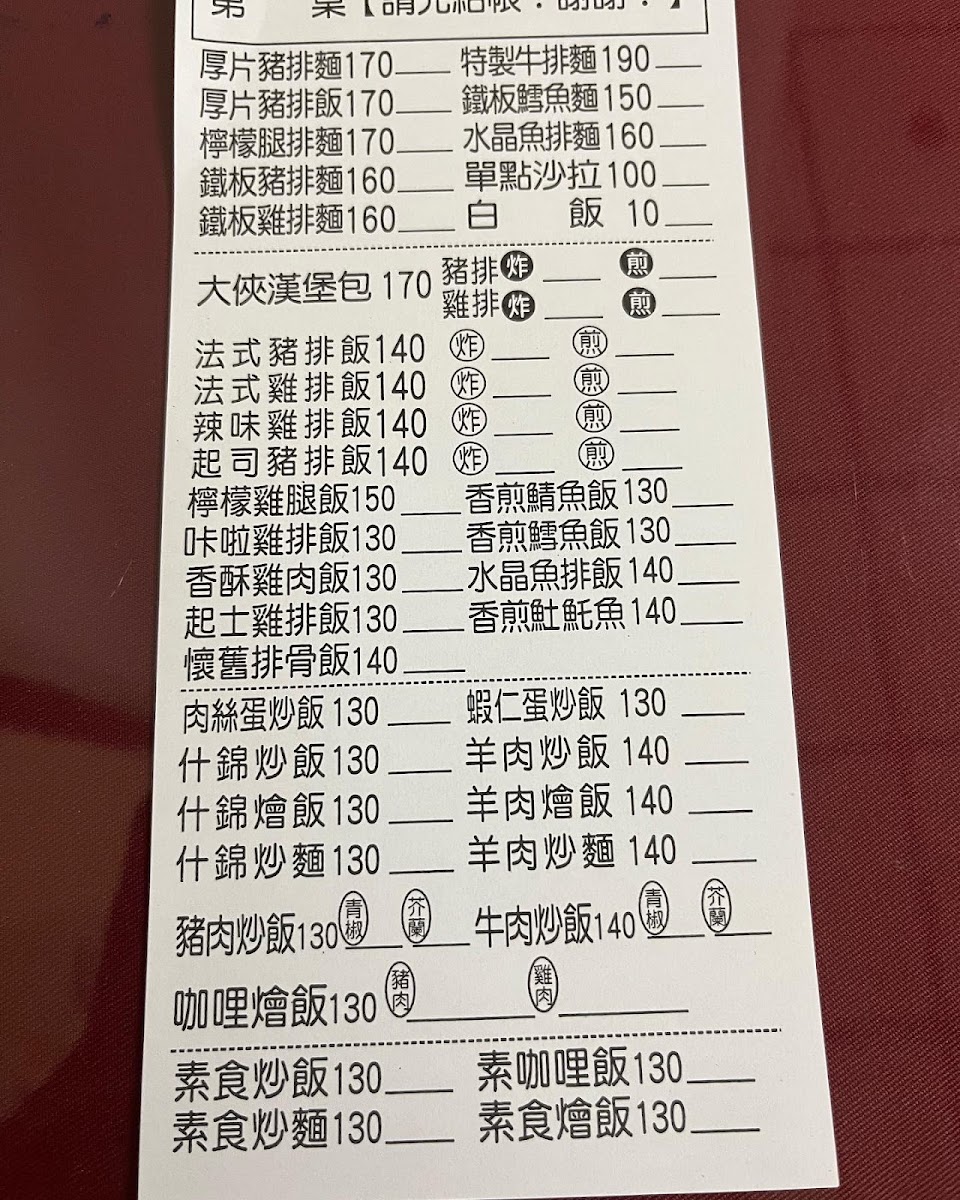 第 桌【請先結帳！謝謝！】
厚片豬排麵170 特製牛排麵190
厚片豬排飯170 鐵板鱈魚麵150
檸檬腿排麵170 水晶魚排麵160
鐵板豬排麵160 單點沙拉100
鐵板雞排麵160 白 飯 10
大俠漢堡包 170 豬排 炸 煎
雞排 炸 煎
法式豬排飯140 炸 煎
法式雞排飯140 炸 煎
辣味雞排飯140 炸 煎
起司豬排飯140 炸 煎
檸檬雞腿飯150 香煎鯖魚飯130
咔啦雞排飯130 香煎鱈魚飯130
香酥雞肉飯130 水晶魚排飯140
起士雞排飯130 香煎魟魠魚140
懷舊排骨飯140
肉絲蛋炒飯130 蝦仁蛋炒飯 130
什錦炒飯130 羊肉炒飯 140
什錦燴飯130 羊肉燴飯 140
什錦炒麵130 羊肉炒麵 140
豬肉炒飯130 青椒 芥蘭 牛肉炒飯140 青椒 芥蘭
咖哩燴飯130 豬肉 雞肉
素食炒飯130 素咖哩飯130
素食炒麵130 素食燴飯130